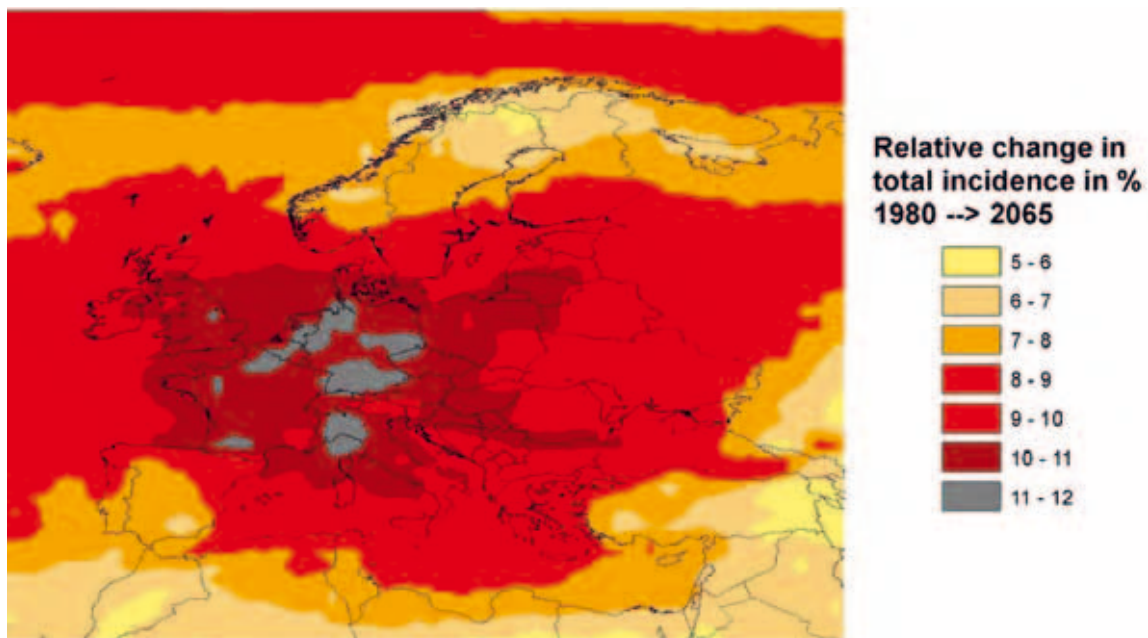 Relative change in
total incidence in %
1980 --> 2065
5 - 6
6 - 7
7 - 8
8 - 9
9 - 10
10 - 11
11 - 12